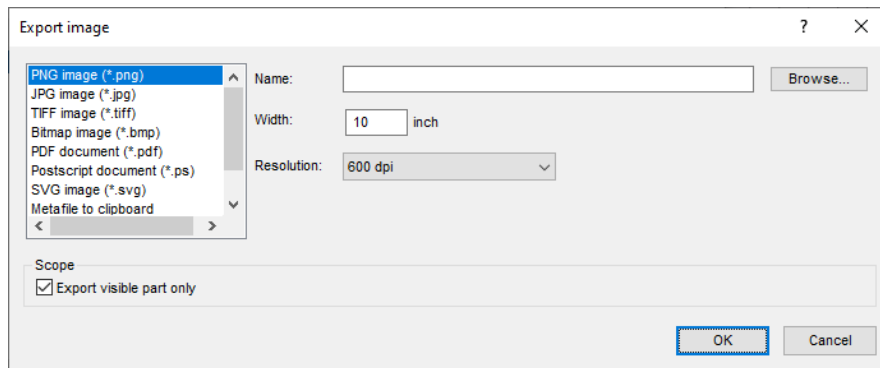 Export image
?
PNG image (*.png)
JPG image (*.jpg)
TIFF image (*.tiff)
Bitmap image (*.bmp)
PDF document (*.pdf)
Postscript document (*.ps)
SVG image (*.svg)
Metafile to clipboard
Name:
Browse...
Width:
10 inch
Resolution:
600 dpi
Scope
Export visible part only
OK
Cancel